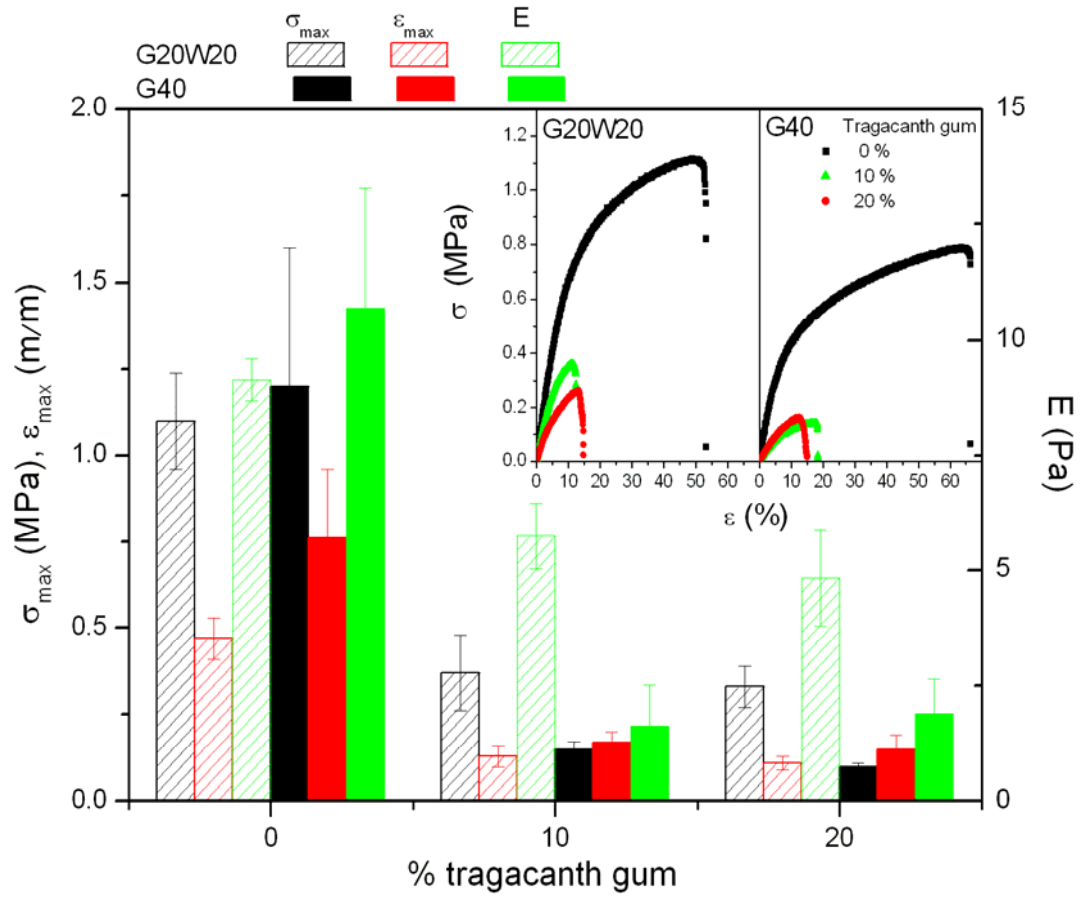 σmax εmax E
G20W20
G40
2.0 15
G20W20 G40 Tragacanth gum
1.2 0 %
10 %
1.0 20 %
σ (MPa)
0.8
0.6
0.4
0.2
0.0
0 10 20 30 40 50 60 0 10 20 30 40 50 60
ε (%)
1.5
1.0
0.5
0.0
10
5
0
σmax (MPa), εmax (m/m)
E (Pa)
0 10 20
% tragacanth gum